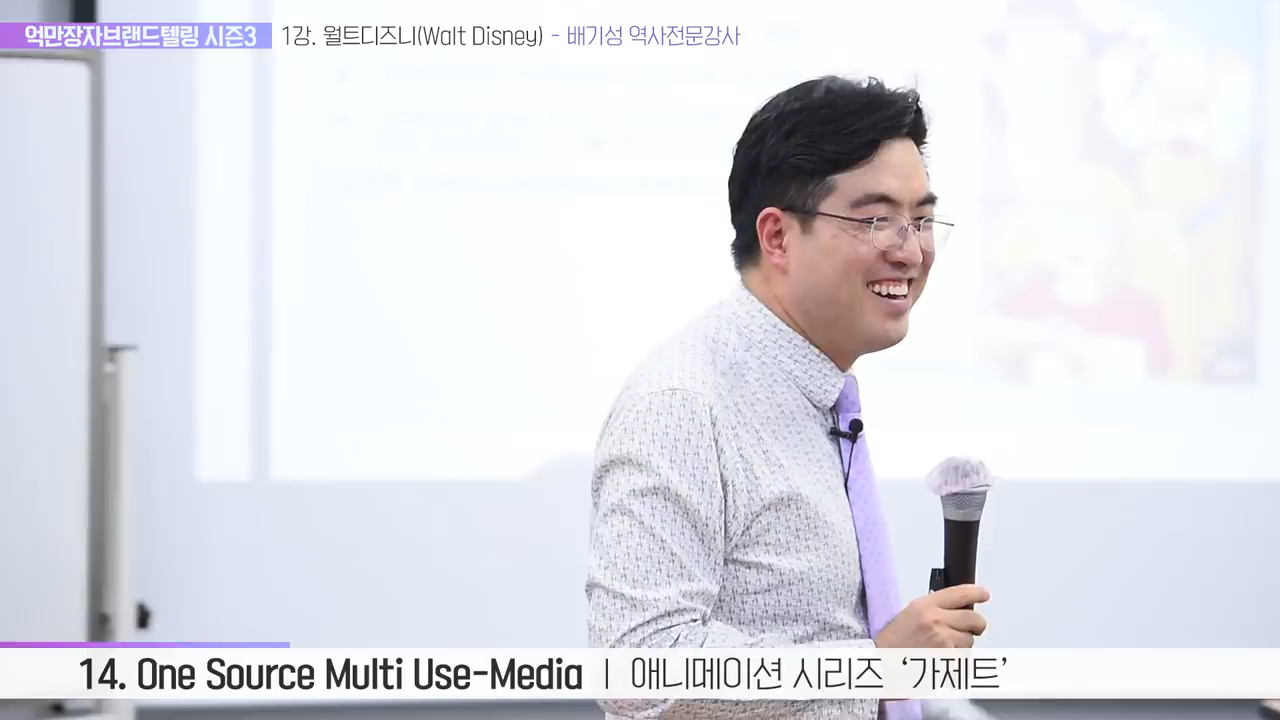 억만장자브랜드텔링 시즌3 1강. 월트디즈니(Walt Disney) - 배기성 역사전문강사
14. One Source Multi Use-Media | 애니메이션 시리즈 ‘가제트’